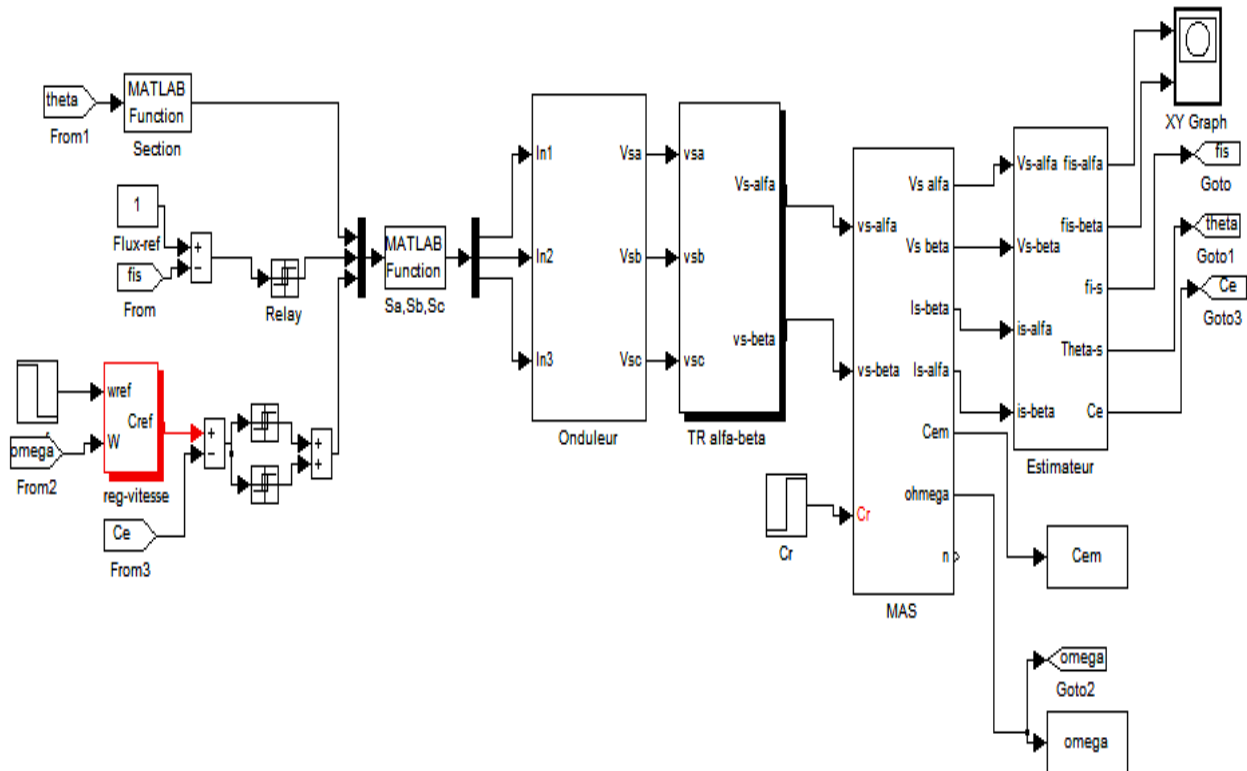 theta
From1
MATLAB
Function
Section
1
Flux-ref
fis
From
+
−
Relay
wref
W
Cref
reg-vitesse
omega
From2
Ce
From3
+
−
+
+
MATLAB
Function
Sa,Sb,Sc
In1
In2
In3
Vsa
Vsb
Vsc
Onduleur
vsa
vsb
vsc
Vs-alfa
vs-beta
TR alfa-beta
Cr
vs-alfa
vs-beta
Cr
Vs alfa
Vs beta
Is-beta
Is-alfa
Cem
ohmega
n
MAS
Vs-alfa
Vs-beta
is-alfa
is-beta
fis-alfa
fis-beta
fi-s
Theta-s
Ce
Estimateur
XY Graph
fis
Goto
theta
Goto1
Ce
Goto3
Cem
omega
Goto2
omega